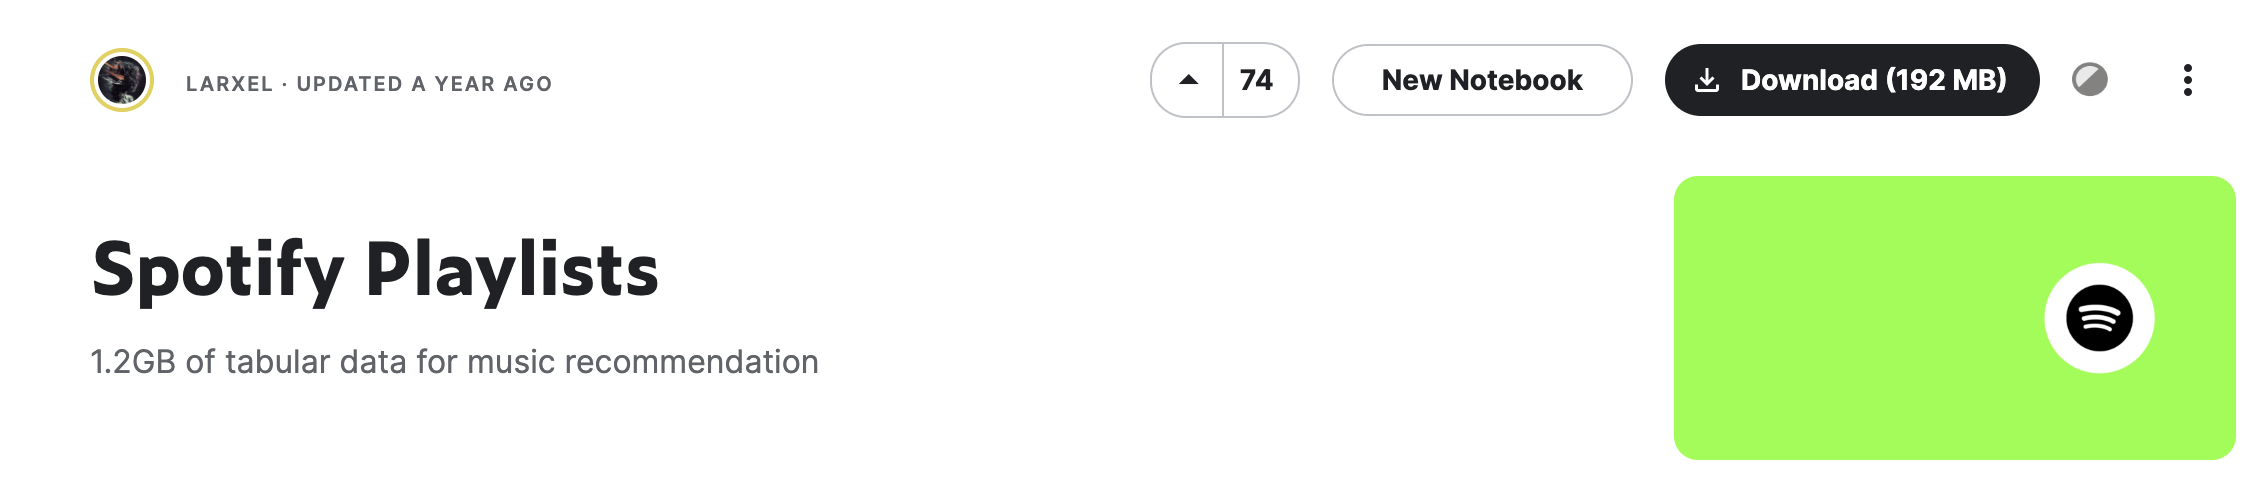 LARXEL · UPDATED A YEAR AGO
74
New Notebook
Download (192 MB)
Spotify Playlists
1.2GB of tabular data for music recommendation